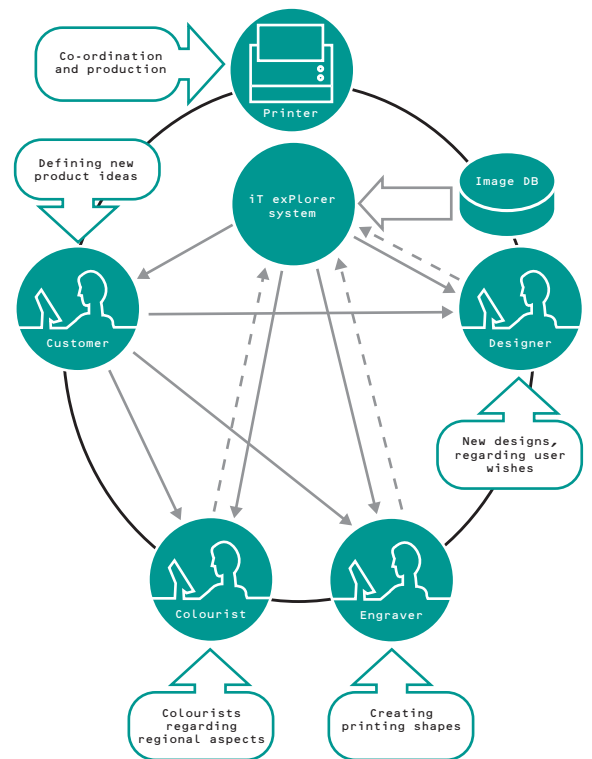 Co-ordination
and production
Printer
Defining new
product ideas
iT exPlorer
system
Image DB
Customer
Designer
New designs,
regarding user
wishes
Colourist
Engraver
Colourists
regarding
regional aspects
Creating
printing shapes